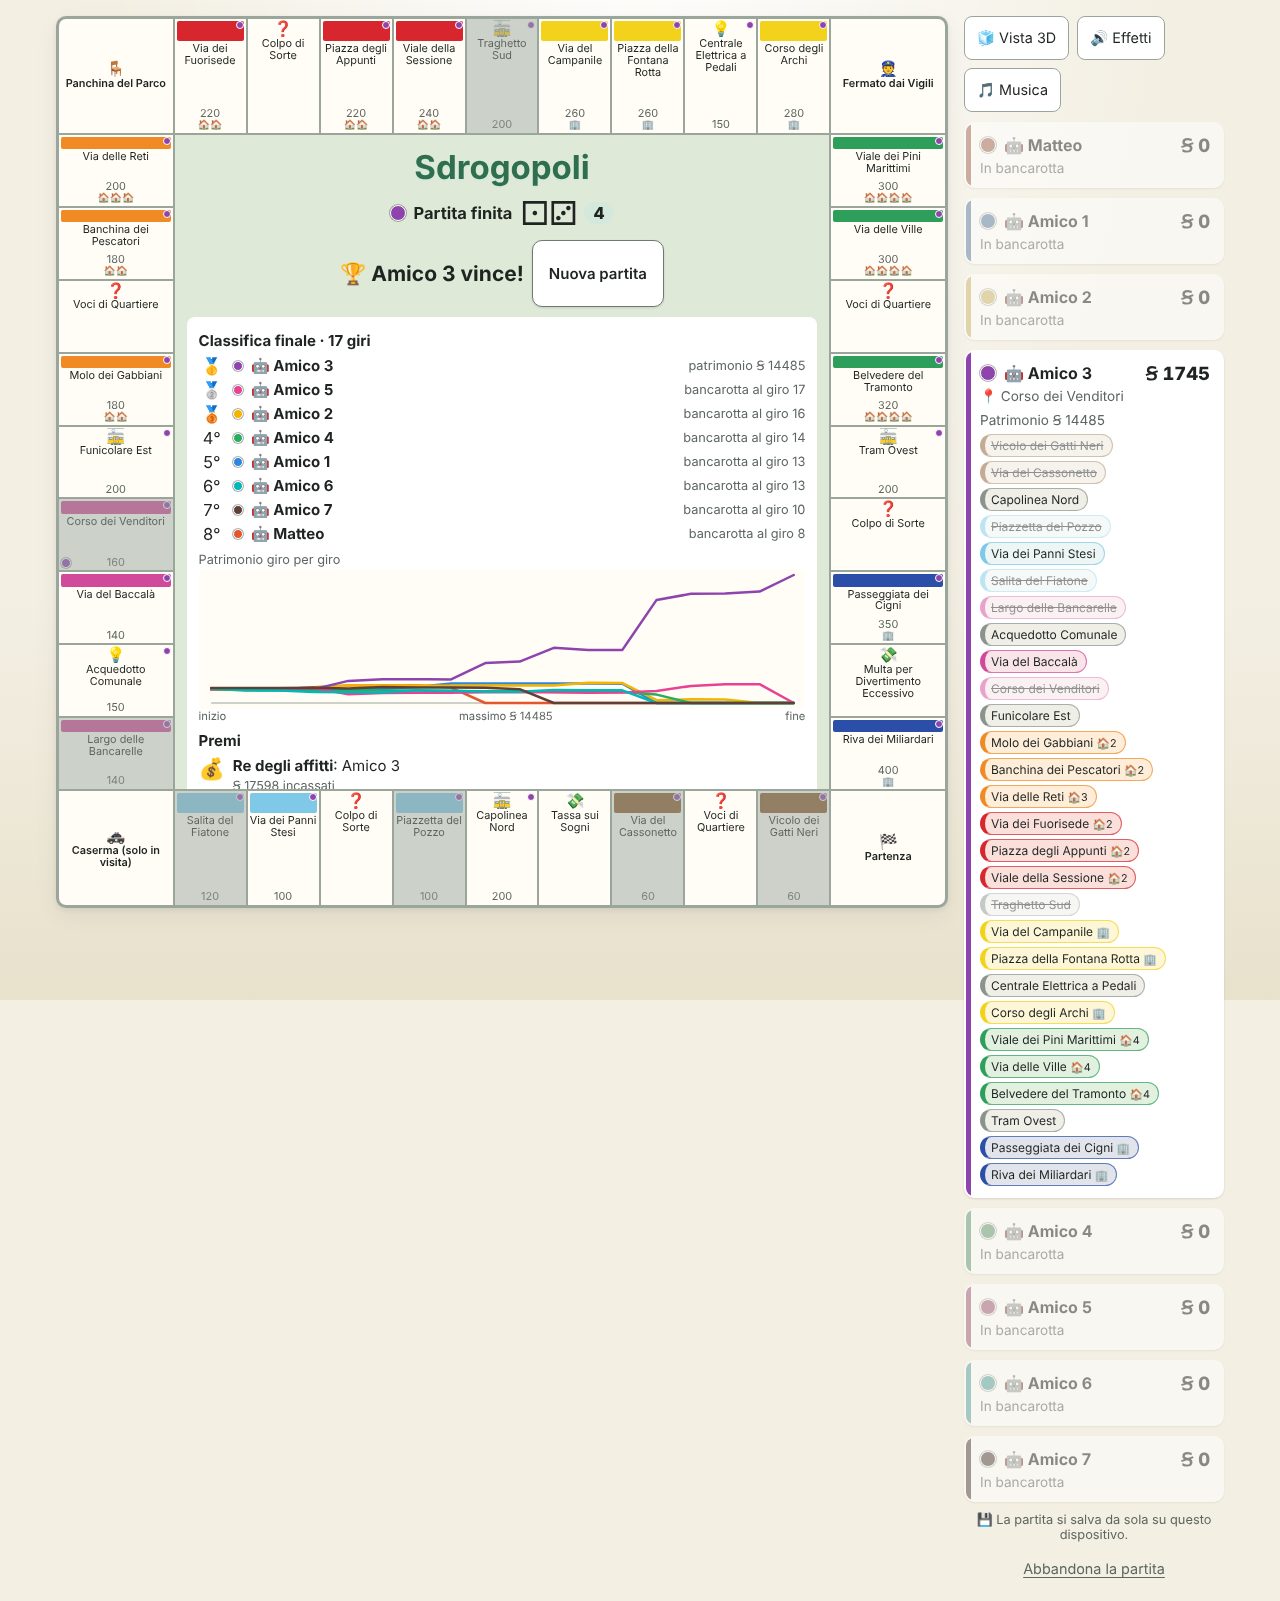 Panchina del Parco
Via dei Fuorisede
220
Colpo di Sorte
Piazza degli Appunti
220
Viale della Sessione
240
Traghetto Sud
200
Via del Campanile
260
Piazza della Fontana Rotta
260
Centrale Elettrica a Pedali
150
Corso degli Archi
280
Fermato dai Vigili
Via delle Reti
200
Banchina dei Pescatori
180
Voci di Quartiere
Molo dei Gabbiani
180
Funicolare Est
200
Corso dei Venditori
160
Via del Baccalà
140
Acquedotto Comunale
150
Largo delle Bancarelle
140
Sdrogopoli
Partita finita 4
Amico 3 vince! Nuova partita
Classifica finale · 17 giri
Amico 3 patrimonio S 14485
Amico 5 bancarotta al giro 17
Amico 2 bancarotta al giro 16
4° Amico 4 bancarotta al giro 14
5° Amico 1 bancarotta al giro 13
6° Amico 6 bancarotta al giro 13
7° Amico 7 bancarotta al giro 10
8° Matteo bancarotta al giro 8
Patrimonio giro per giro
inizio massimo S 14485 fine
Premi
Re degli affitti: Amico 3
S 17598 incassati
Viale dei Pini Marittimi
300
Via delle Ville
300
Voci di Quartiere
Belvedere del Tramonto
320
Tram Ovest
200
Colpo di Sorte
Passeggiata dei Cigni
350
Multa per Divertimento Eccessivo
Riva dei Miliardari
400
Caserma (solo in visita)
Salita del Fiatone
120
Via dei Panni Stesi
100
Colpo di Sorte
Piazzetta del Pozzo
100
Capolinea Nord
200
Tassa sui Sogni
Via del Cassonetto
60
Voci di Quartiere
Vicolo dei Gatti Neri
60
Partenza
Vista 3D
Effetti
Musica
Matteo S 0
In bancarotta
Amico 1 S 0
In bancarotta
Amico 2 S 0
In bancarotta
Amico 3 S 1745
Corso dei Venditori
Patrimonio S 14485
Vicolo dei Gatti Neri
Via del Cassonetto
Capolinea Nord
Piazzetta del Pozzo
Via dei Panni Stesi
Salita del Fiatone
Largo delle Bancarelle
Acquedotto Comunale
Via del Baccalà
Corso dei Venditori
Funicolare Est
Molo dei Gabbiani 2
Banchina dei Pescatori 2
Via delle Reti 3
Via dei Fuorisede 2
Piazza degli Appunti 2
Viale della Sessione 2
Traghetto Sud
Via del Campanile
Piazza della Fontana Rotta
Centrale Elettrica a Pedali
Corso degli Archi
Viale dei Pini Marittimi 4
Via delle Ville 4
Belvedere del Tramonto 4
Tram Ovest
Passeggiata dei Cigni
Riva dei Miliardari
Amico 4 S 0
In bancarotta
Amico 5 S 0
In bancarotta
Amico 6 S 0
In bancarotta
Amico 7 S 0
In bancarotta
La partita si salva da sola su questo
dispositivo.
Abbandona la partita